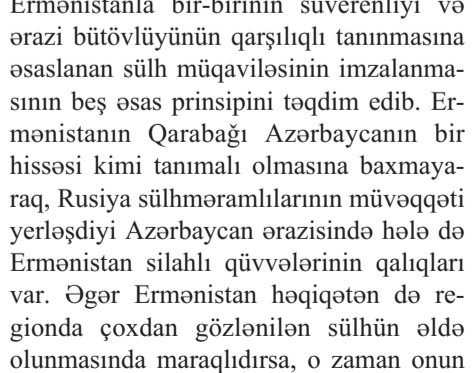 Ermənistanla bir-birinin suverenliyi və
ərazi bütövlüyünün qarşılıqlı tanınmasına
əsaslanan sülh müqaviləsinin imzalanma-
sının beş əsas prinsipini təqdim edib. Er-
mənistanın Qarabağı Azərbaycanın bir
hissəsi kimi tanımalı olmasına baxmaya-
raq, Rusiya sülhməramlılarının müvəqqəti
yerləşdiyi Azərbaycan ərazisində hələ də
Ermənistan silahlı qüvvələrinin qalıqları
var. Əgər Ermənistan həqiqətən də re-
gionda çoxdan gözlənilən sülhün əldə
olunmasında maraqlıdırsa, o zaman onun